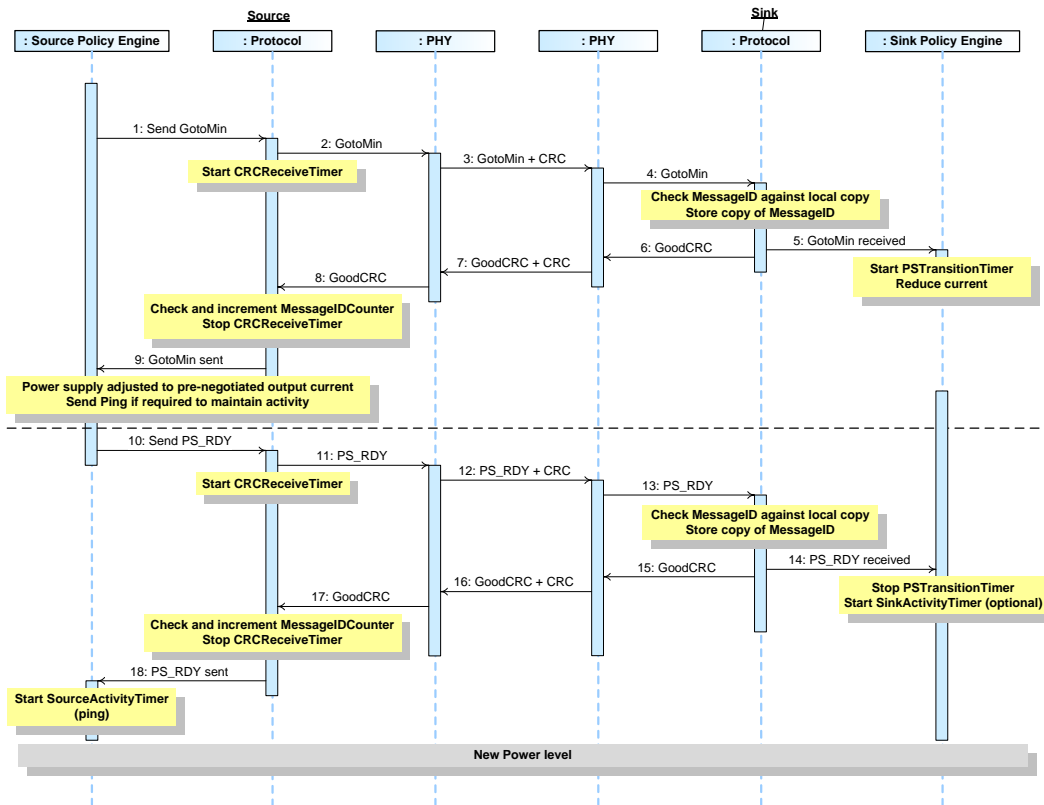 Source
Sink
: Source Policy Engine
: Protocol
: PHY
: PHY
: Protocol
: Sink Policy Engine
1: Send GotoMin
2: GotoMin
3: GotoMin + CRC
4: GotoMin
Start CRCReceiveTimer
Check MessageID against local copy
Store copy of MessageID
5: GotoMin received
6: GoodCRC
7: GoodCRC + CRC
8: GoodCRC
Start PSTransitionTimer
Reduce current
Check and increment MessageIDCounter
Stop CRCReceiveTimer
9: GotoMin sent
Power supply adjusted to pre-negotiated output current
Send Ping if required to maintain activity
10: Send PS_RDY
11: PS_RDY
12: PS_RDY + CRC
13: PS_RDY
Start CRCReceiveTimer
Check MessageID against local copy
Store copy of MessageID
14: PS_RDY received
15: GoodCRC
16: GoodCRC + CRC
17: GoodCRC
Stop PSTransitionTimer
Start SinkActivityTimer (optional)
Check and increment MessageIDCounter
Stop CRCReceiveTimer
18: PS_RDY sent
Start SourceActivityTimer
(ping)
New Power level